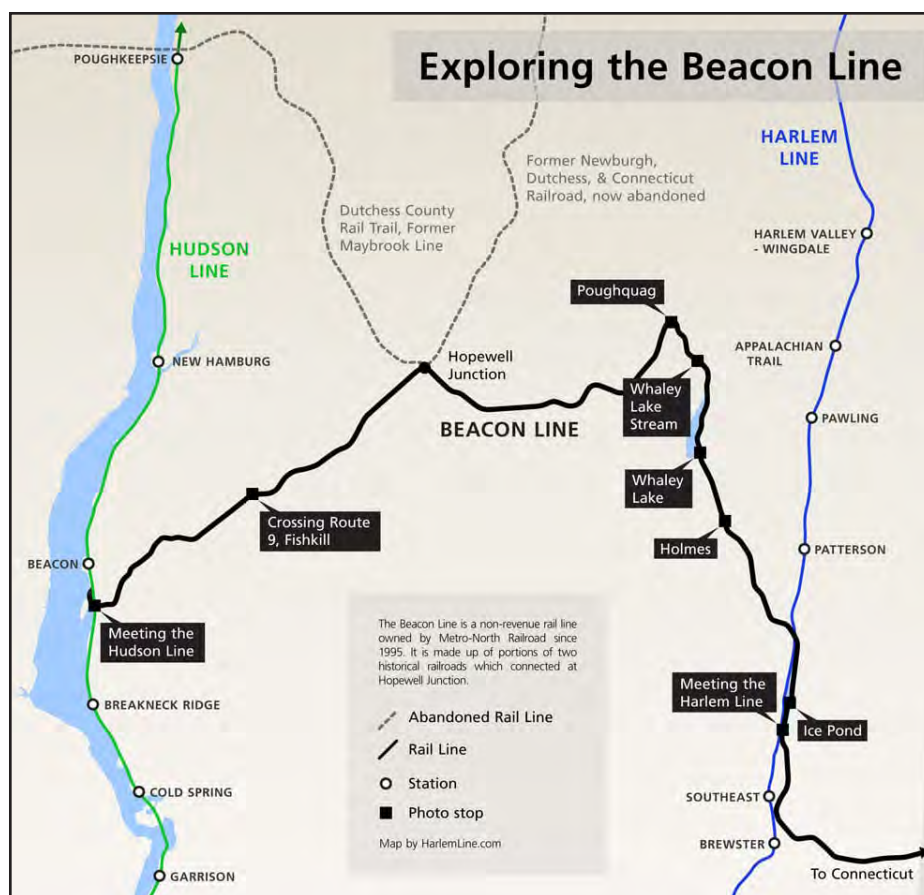 Exploring the Beacon Line
POUGHKEEPSIE
HARLEM
LINE
Former Newburgh,
Dutchess, & Connecticut
Railroad, now abandoned
Dutchess County
Rail Trail, Former
Maybrook Line
HUDSON
LINE
HARLEM VALLEY
- WINGDALE
Poughquag
NEW HAMBURG
Hopewell
Junction
APPALACHIAN
TRAIL
Whaley
Lake
Stream
BEACON LINE
PAWLING
Whaley
Lake
Crossing Route
9, Fishkill
Holmes
PATTERSON
BEACON
Meeting the
Hudson Line
The Beacon Line is a non-revenue rail line
owned by Metro-North Railroad since
1995. It is made up of portions of two
historical railroads which connected at
Hopewell Junction.
Meeting the
Harlem Line
Ice Pond
BREAKNECK RIDGE
Abandoned Rail Line
Rail Line
Station
Photo stop
Map by HarlemLine.com
COLD SPRING
SOUTHEAST
BREWSTER
To Connecticut
GARRISON